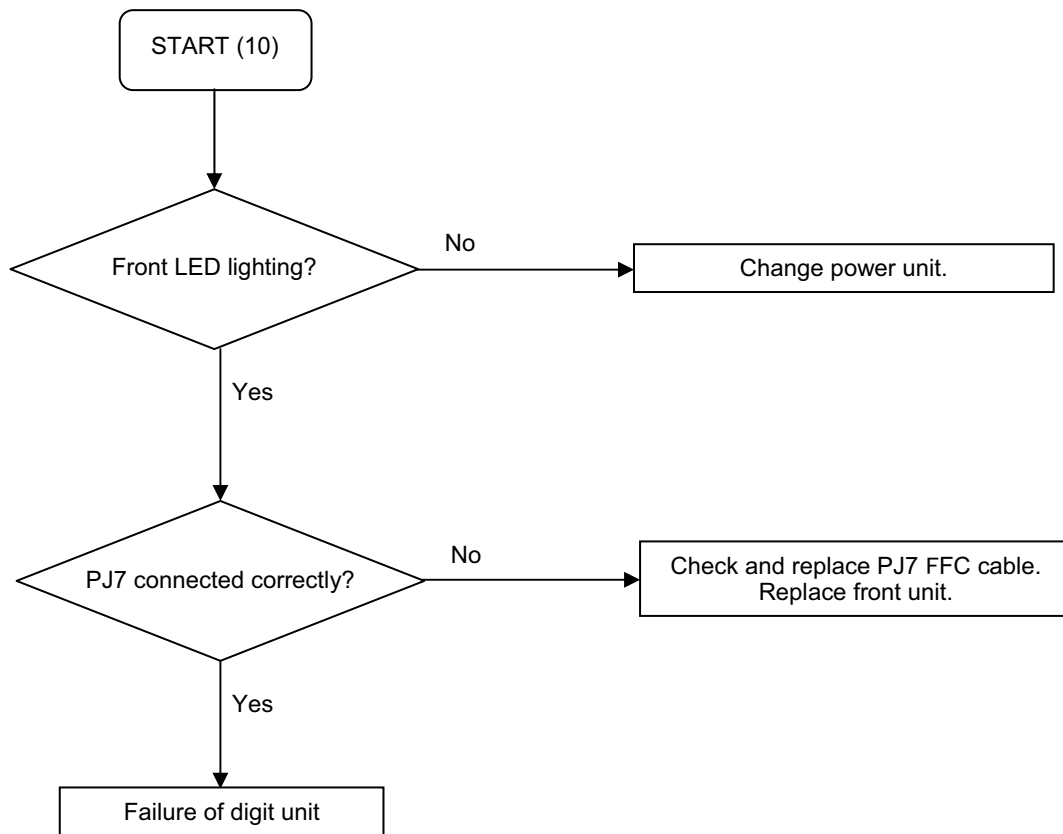 START (10)
Front LED lighting?
No
Change power unit.
Yes
PJ7 connected correctly?
No
Check and replace PJ7 FFC cable.
Replace front unit.
Yes
Failure of digit unit